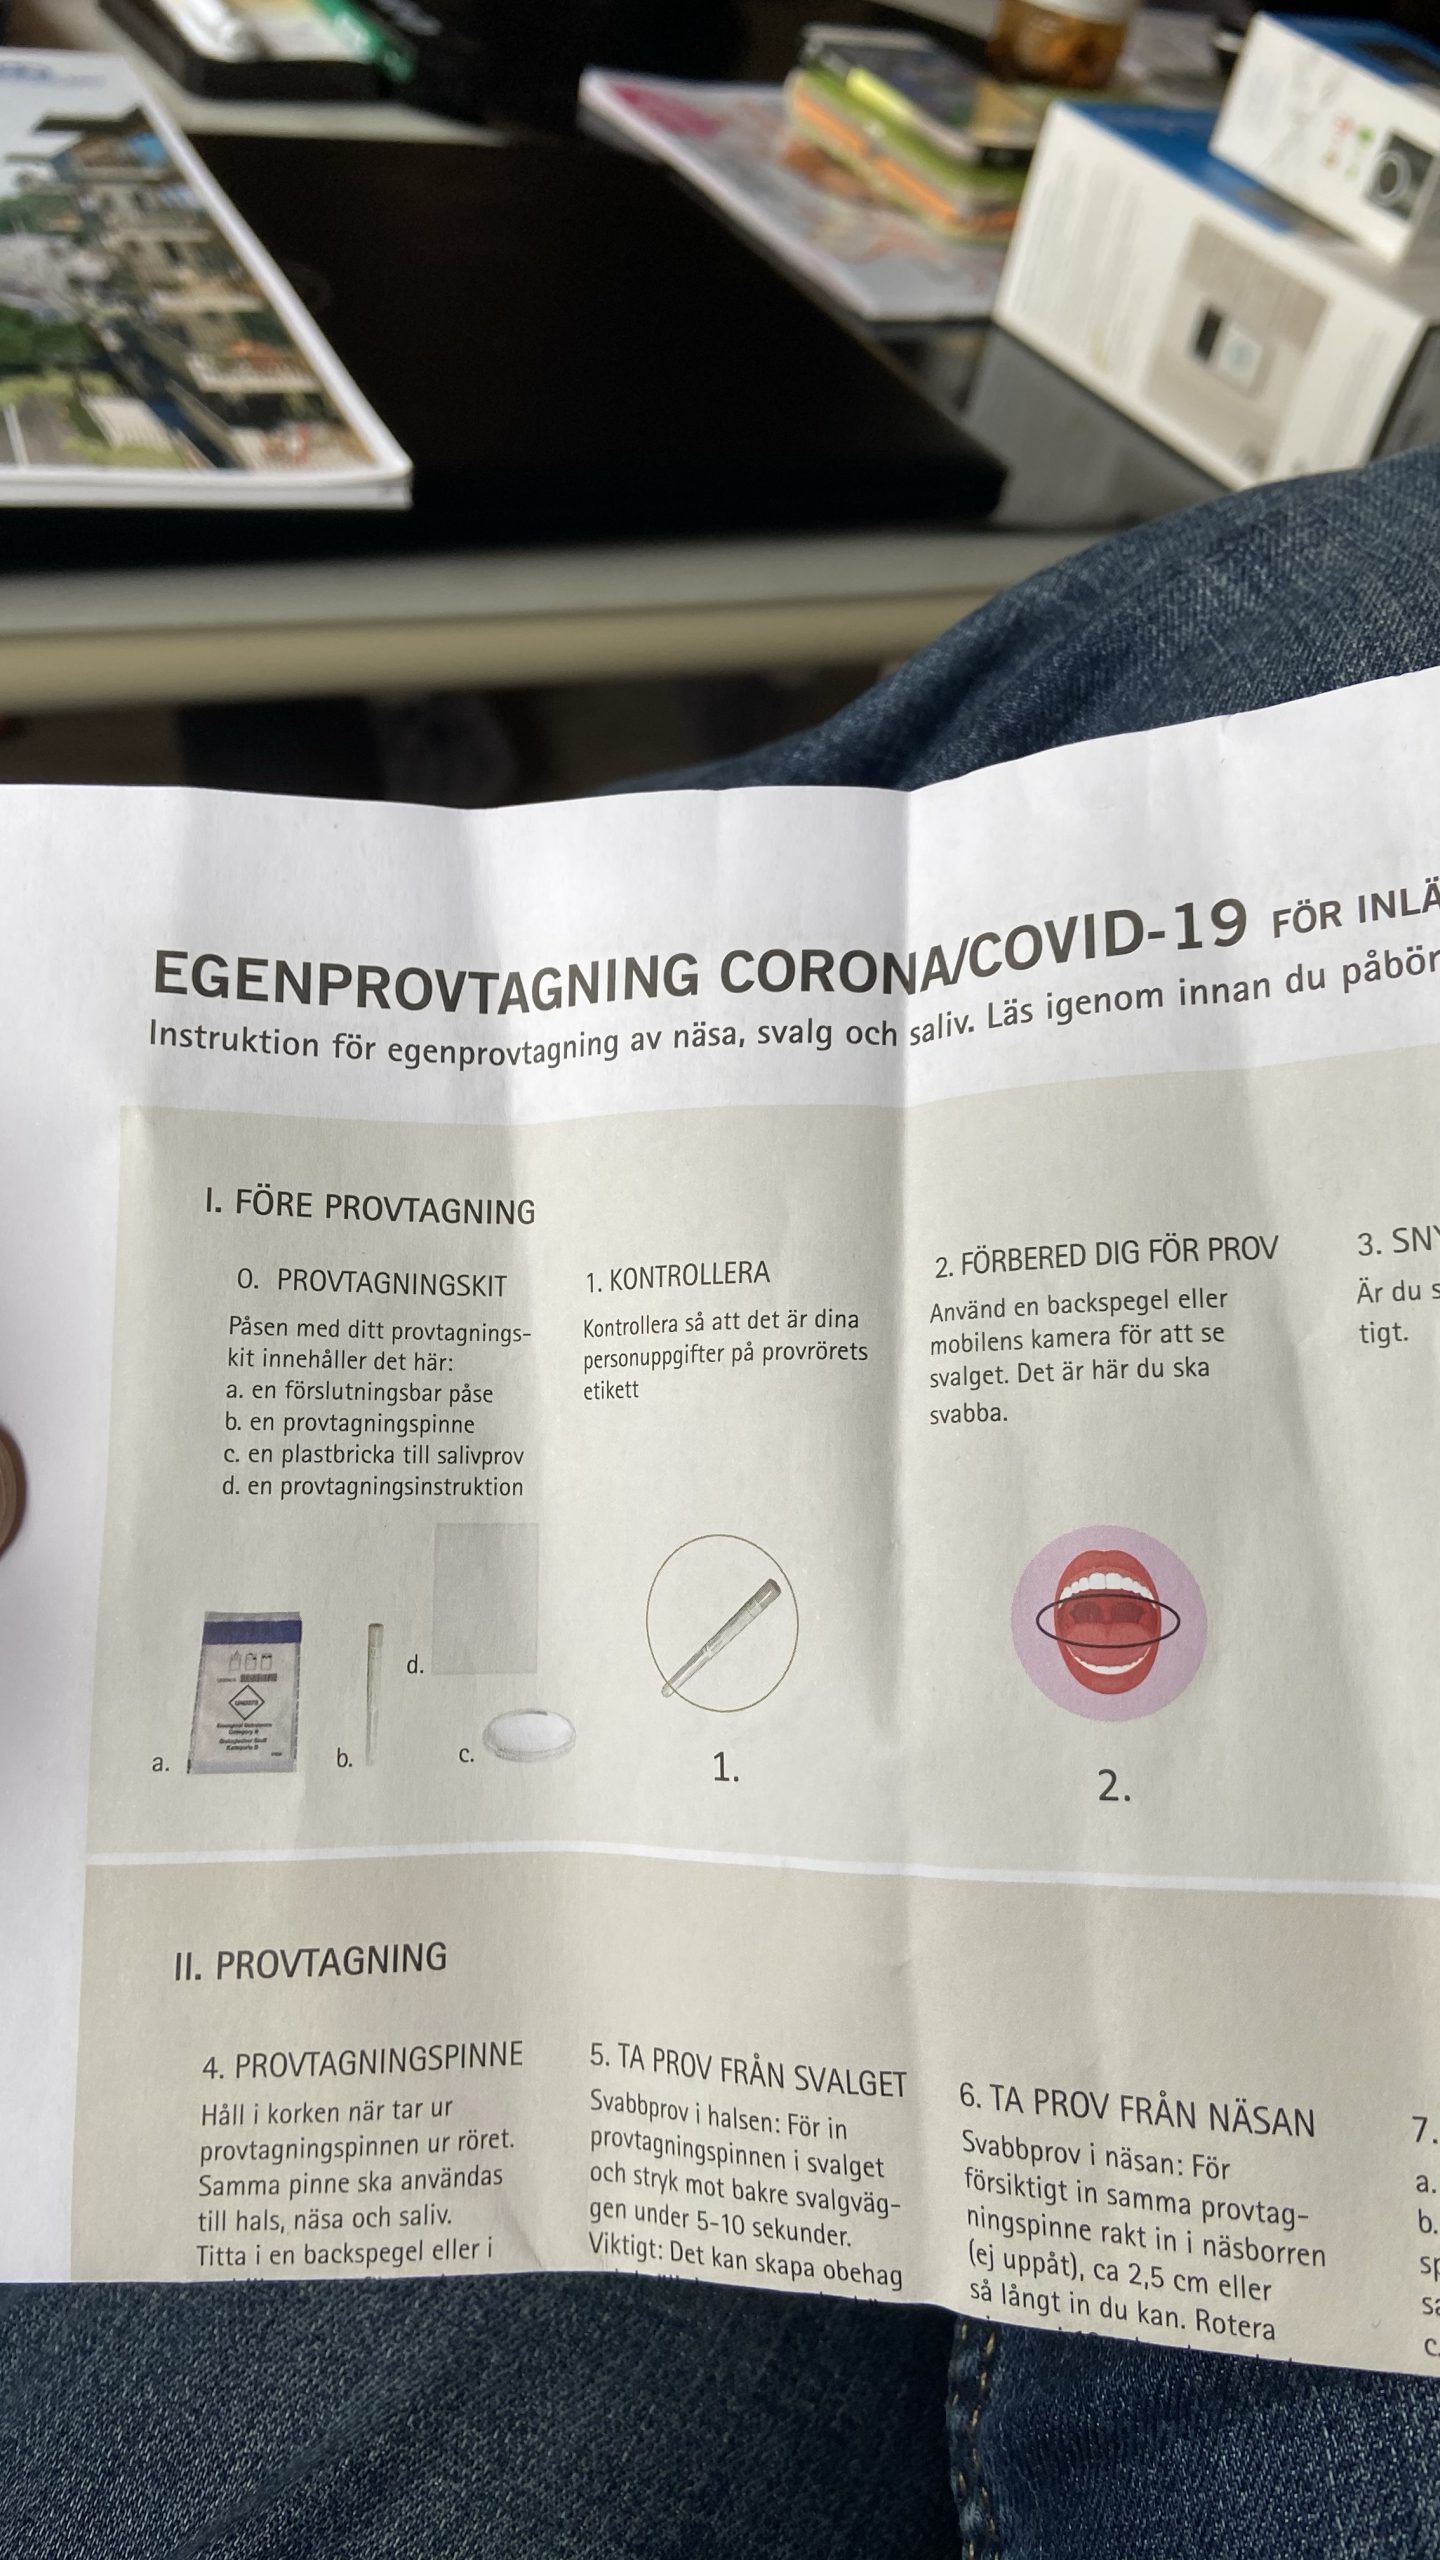 EGENPROVTAGNING CORONA/COVID-19 FÖR INLÄ
Instruktion för egenprovtagning av näsa, svalg och saliv. Läs igenom innan du påbör
I. FÖRE PROVTAGNING
0. PROVTAGNINGSKIT
Påsen med ditt provtagnings-
kit innehåller det här:
a. en förslutningsbar påse
b. en provtagningspinne
c. en plastbricka till salivprov
d. en provtagningsinstruktion
a.
b.
d.
c.
1. KONTROLLERA
Kontrollera så att det är dina
personuppgifter på provrörets
etikett
1.
2. FÖRBERED DIG FÖR PROV
Använd en backspegel eller
mobilens kamera för att se
svalget. Det är här du ska
svabba.
2.
3. SNY
Är du s
tigt.
II. PROVTAGNING
4. PROVTAGNINGSPINNE
Håll i korken när tar ur
provtagningspinnen ur röret.
Samma pinne ska användas
till hals, näsa och saliv.
Titta i en backspegel eller i
5. TA PROV FRÅN SVALGET
Svabbprov i halsen: För in
provtagningspinnen i svalget
och stryk mot bakre svalgväg-
gen under 5-10 sekunder.
Viktigt: Det kan skapa obehag
6. TA PROV FRÅN NÄSAN
Svabbprov i näsan: För
försiktigt in samma provtag-
ningspinne rakt in i näsborren
(ej uppåt), ca 2,5 cm eller
så långt in du kan. Rotera
7.
a.
b.
sp
sa
c.